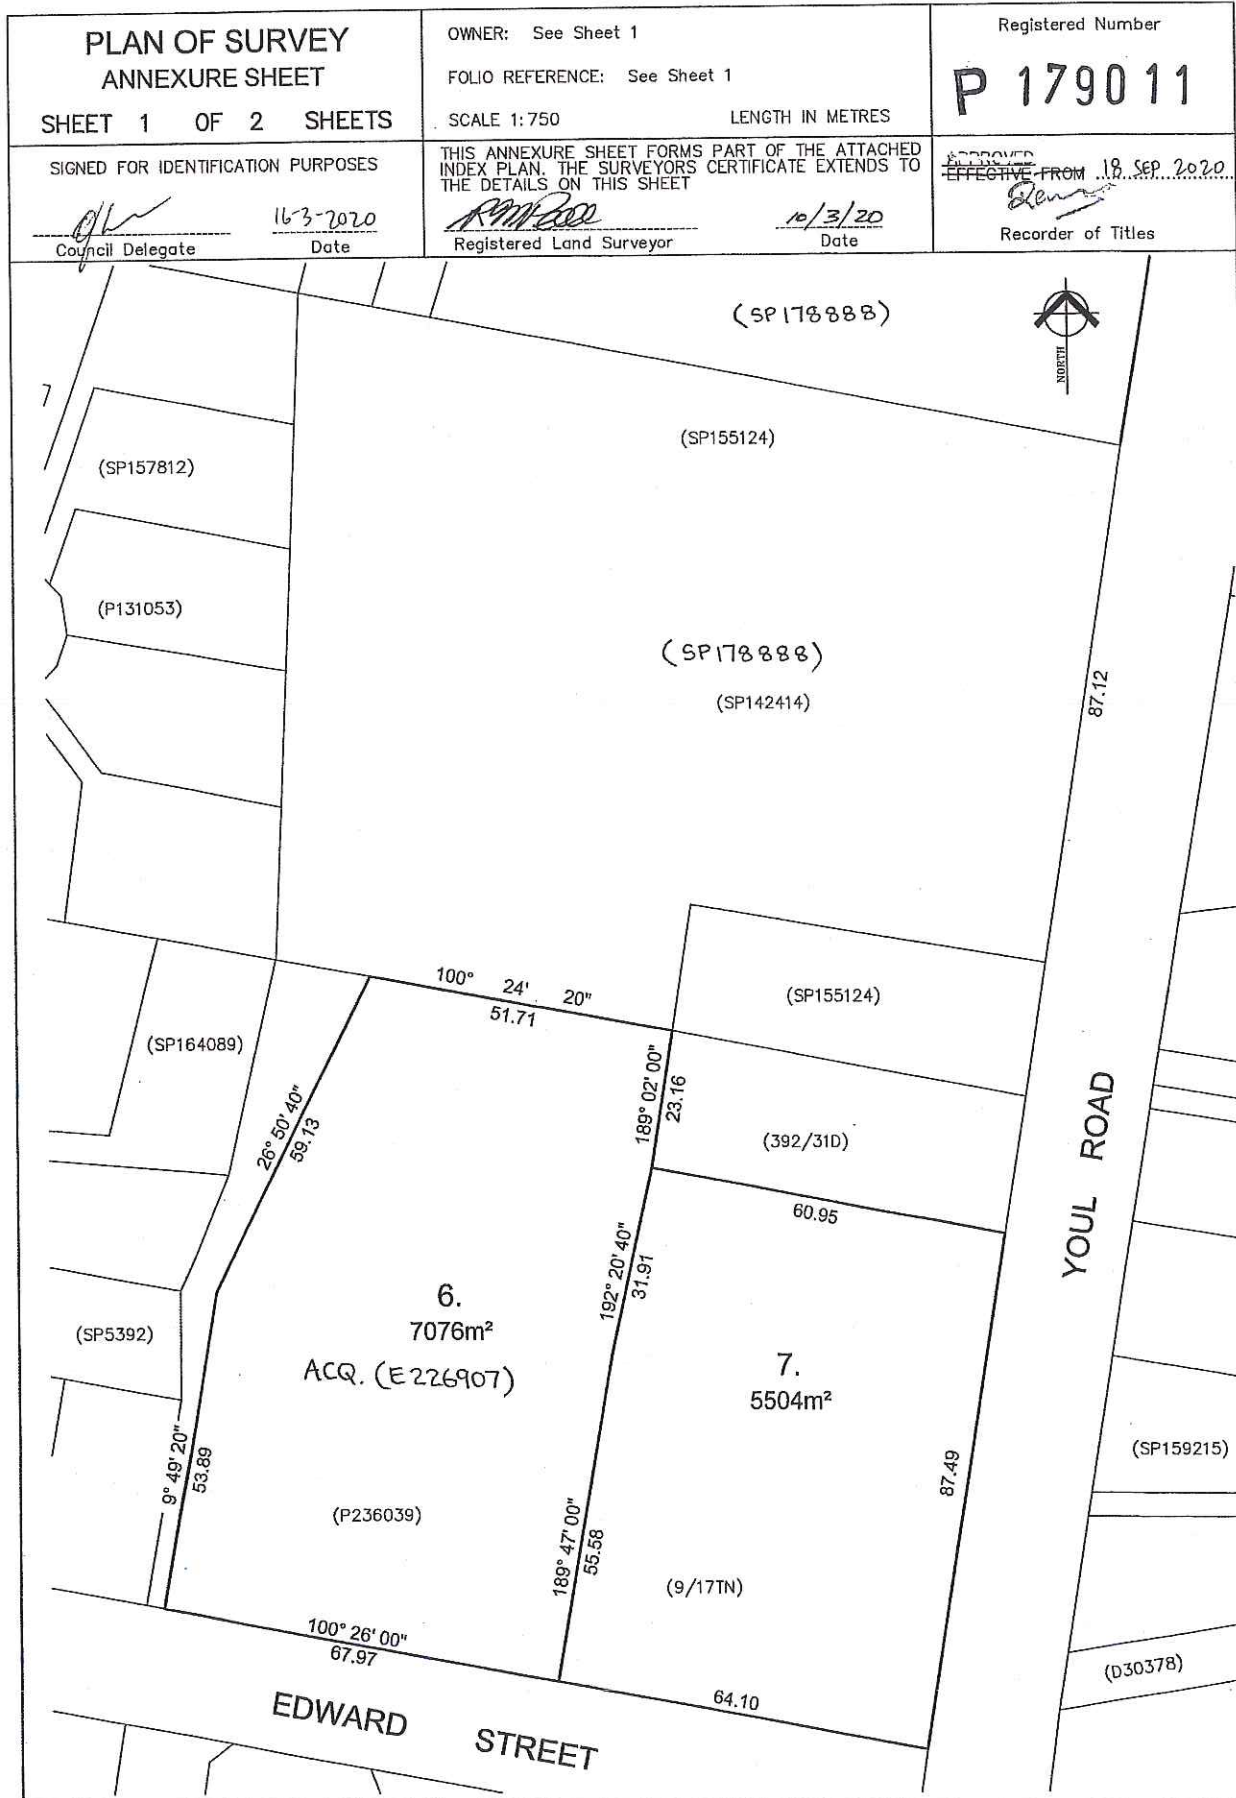 PLAN OF SURVEY
ANNEXURE SHEET
SHEET 1 OF 2 SHEETS
OWNER: See Sheet 1
FOLIO REFERENCE: See Sheet 1
SCALE 1:750 LENGTH IN METRES
Registered Number
P 179011
SIGNED FOR IDENTIFICATION PURPOSES
16-3-2020
Council Delegate Date
THIS ANNEXURE SHEET FORMS PART OF THE ATTACHED
INDEX PLAN. THE SURVEYORS CERTIFICATE EXTENDS TO
THE DETAILS ON THIS SHEET
10/3/20
Registered Land Surveyor Date
APPROVED
EFFECTIVE FROM 18 SEP 2020
Recorder of Titles
(SP178888)
NORTH
(SP155124)
(SP157812)
(P131053)
(SP178888)
(SP142414)
87.12
100° 24' 20"
51.71
(SP155124)
(SP164089)
26° 50' 40"
59.13
189° 02' 00"
23.16
(392/31D)
YOUL ROAD
60.95
192° 20' 40"
31.91
6.
7076m²
ACQ. (E226907)
(SP5392)
7.
5504m²
(SP159215)
9° 49' 20"
53.89
87.49
(P236039)
189° 47' 00"
55.58
(9/17TN)
100° 26' 00"
67.97
(D30378)
64.10
EDWARD STREET